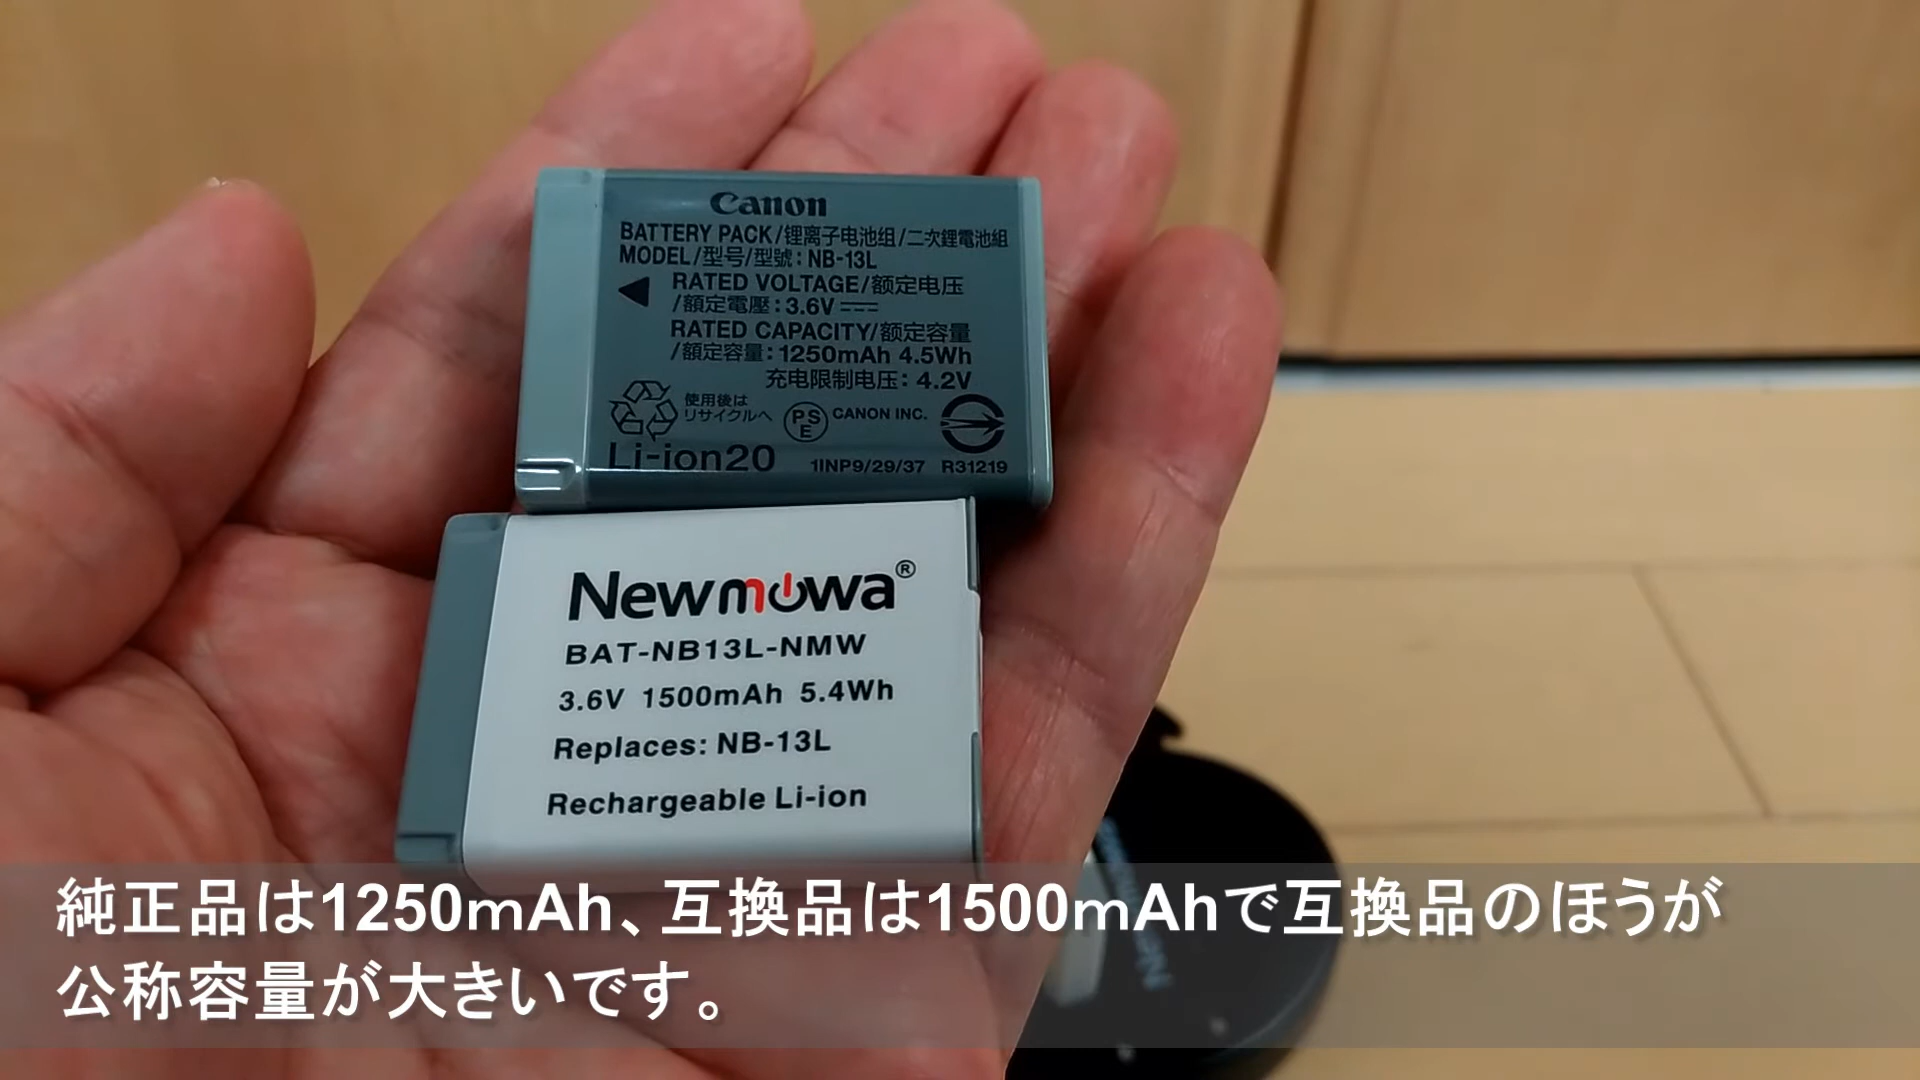 Canon
BATTERY PACK/锂离子电池组/二次鋰電池組
MODEL/型号/型號：NB-13L
RATED VOLTAGE/额定电压
/額定電壓：3.6V
RATED CAPACITY/额定容量
/額定容量：1250mAh 4.5Wh
充电限制电压：4.2V
使用後は
リサイクルへ
PS
E
CANON INC.
Li-ion20
1INP9/29/37 R31219
Newmowa®
BAT-NB13L-NMW
3.6V 1500mAh 5.4Wh
Replaces: NB-13L
Rechargeable Li-ion
純正品は1250mAh、互換品は1500mAhで互換品のほうが
公称容量が大きいです。